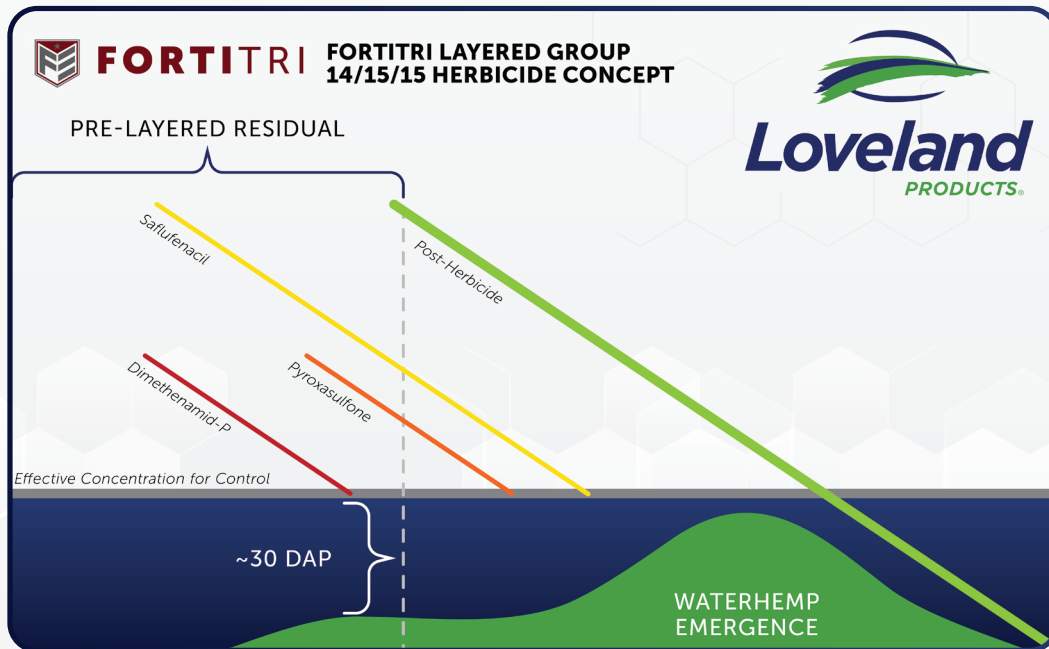 FORTITRI
FORTITRI LAYERED GROUP
14/15/15 HERBICIDE CONCEPT
Loveland
PRODUCTS®
PRE-LAYERED RESIDUAL
Saflufenacil
Post-Herbicide
Dimethenamid-P
Pyroxasulfone
Effective Concentration for Control
~30 DAP
WATERHEMP
EMERGENCE